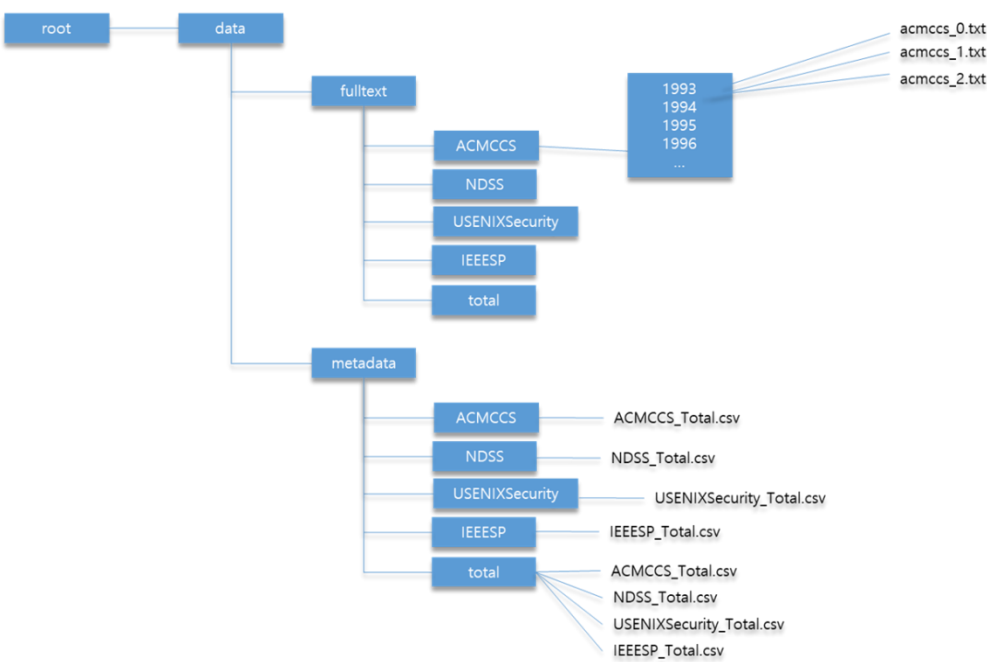 root
data
fulltext
ACMCCS
NDSS
USENIXSecurity
IEEESP
total
1993
1994
1995
1996
...
acmccs_0.txt
acmccs_1.txt
acmccs_2.txt
metadata
ACMCCS
ACMCCS_Total.csv
NDSS
NDSS_Total.csv
USENIXSecurity
USENIXSecurity_Total.csv
IEEESP
IEEESP_Total.csv
total
ACMCCS_Total.csv
NDSS_Total.csv
USENIXSecurity_Total.csv
IEEESP_Total.csv